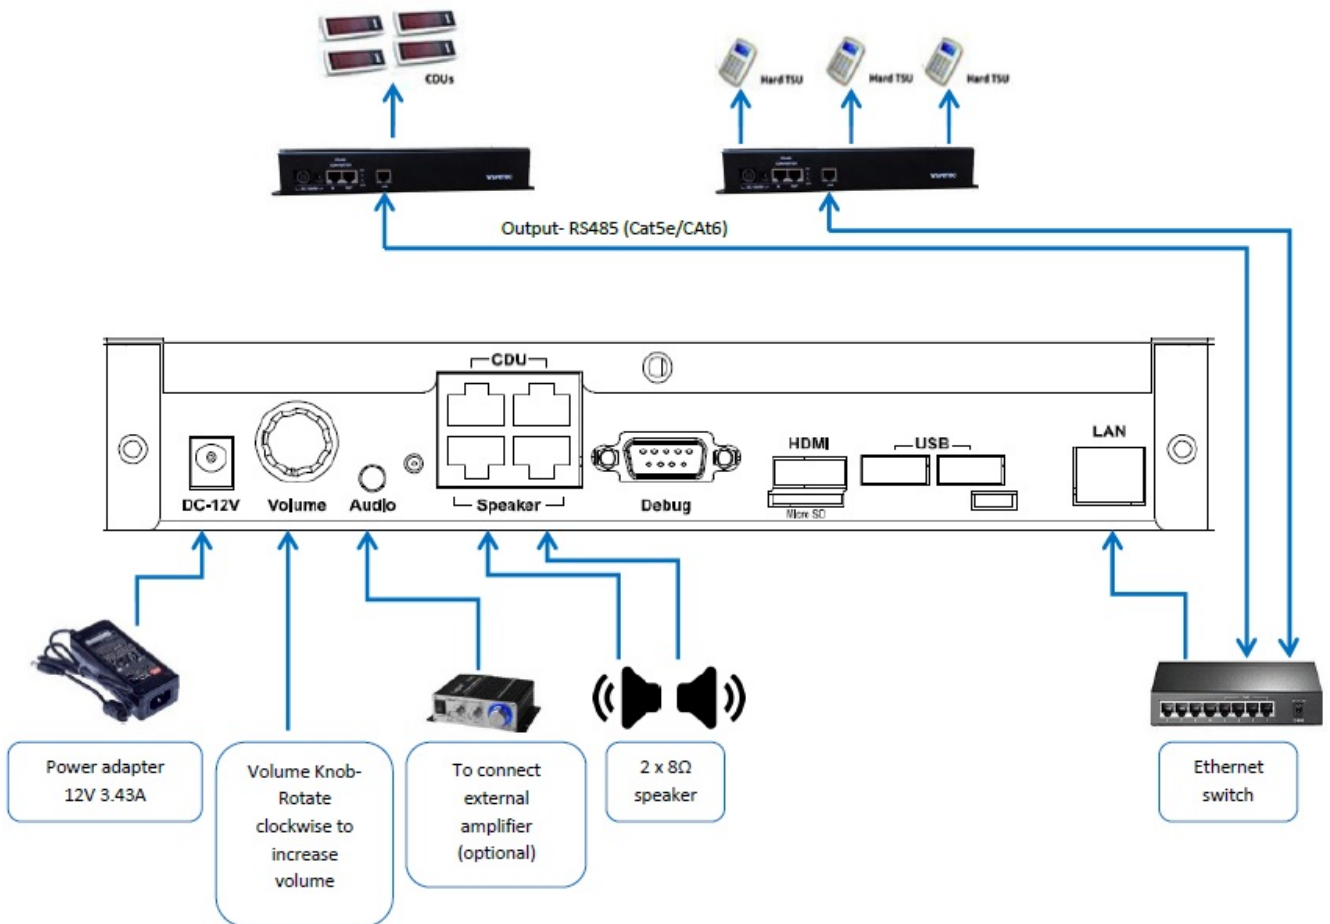 CDUs
Hard TSU
Hard TSU
Hard TSU
Output- RS485 (Cat5e/CAt6)
CDU
HDMI
USB
LAN
DC-12V
Volume
Audio
Speaker
Debug
Micro SD
Power adapter
12V 3.43A
Volume Knob-
Rotate
clockwise to
increase
volume
To connect
external
amplifier
(optional)
2 x 8Ω
speaker
Ethernet
switch